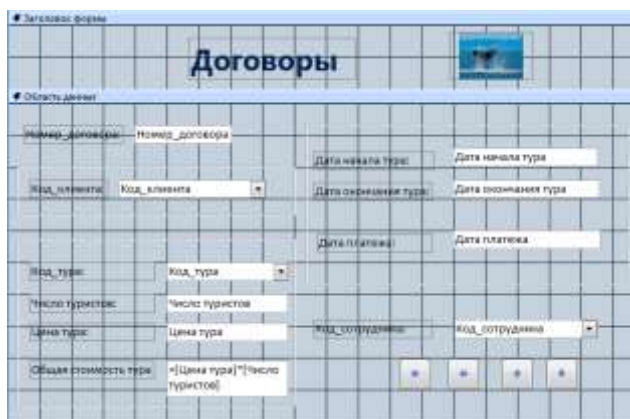 Заголовок формы
Договоры
Область данных
Номер_договора: Номер_договора
Дата начала тура: Дата начала тура
Код_клиента Код_клиента
Дата окончания тура: Дата окончания тура
Дата платежа: Дата платежа
Код_тура: Код_тура
Число туристов: Число туристов
Код_сотрудника: Код_сотрудника
Цена тура: Цена тура
Общая стоимость тура =[Цена тура]*[Число
туристов]